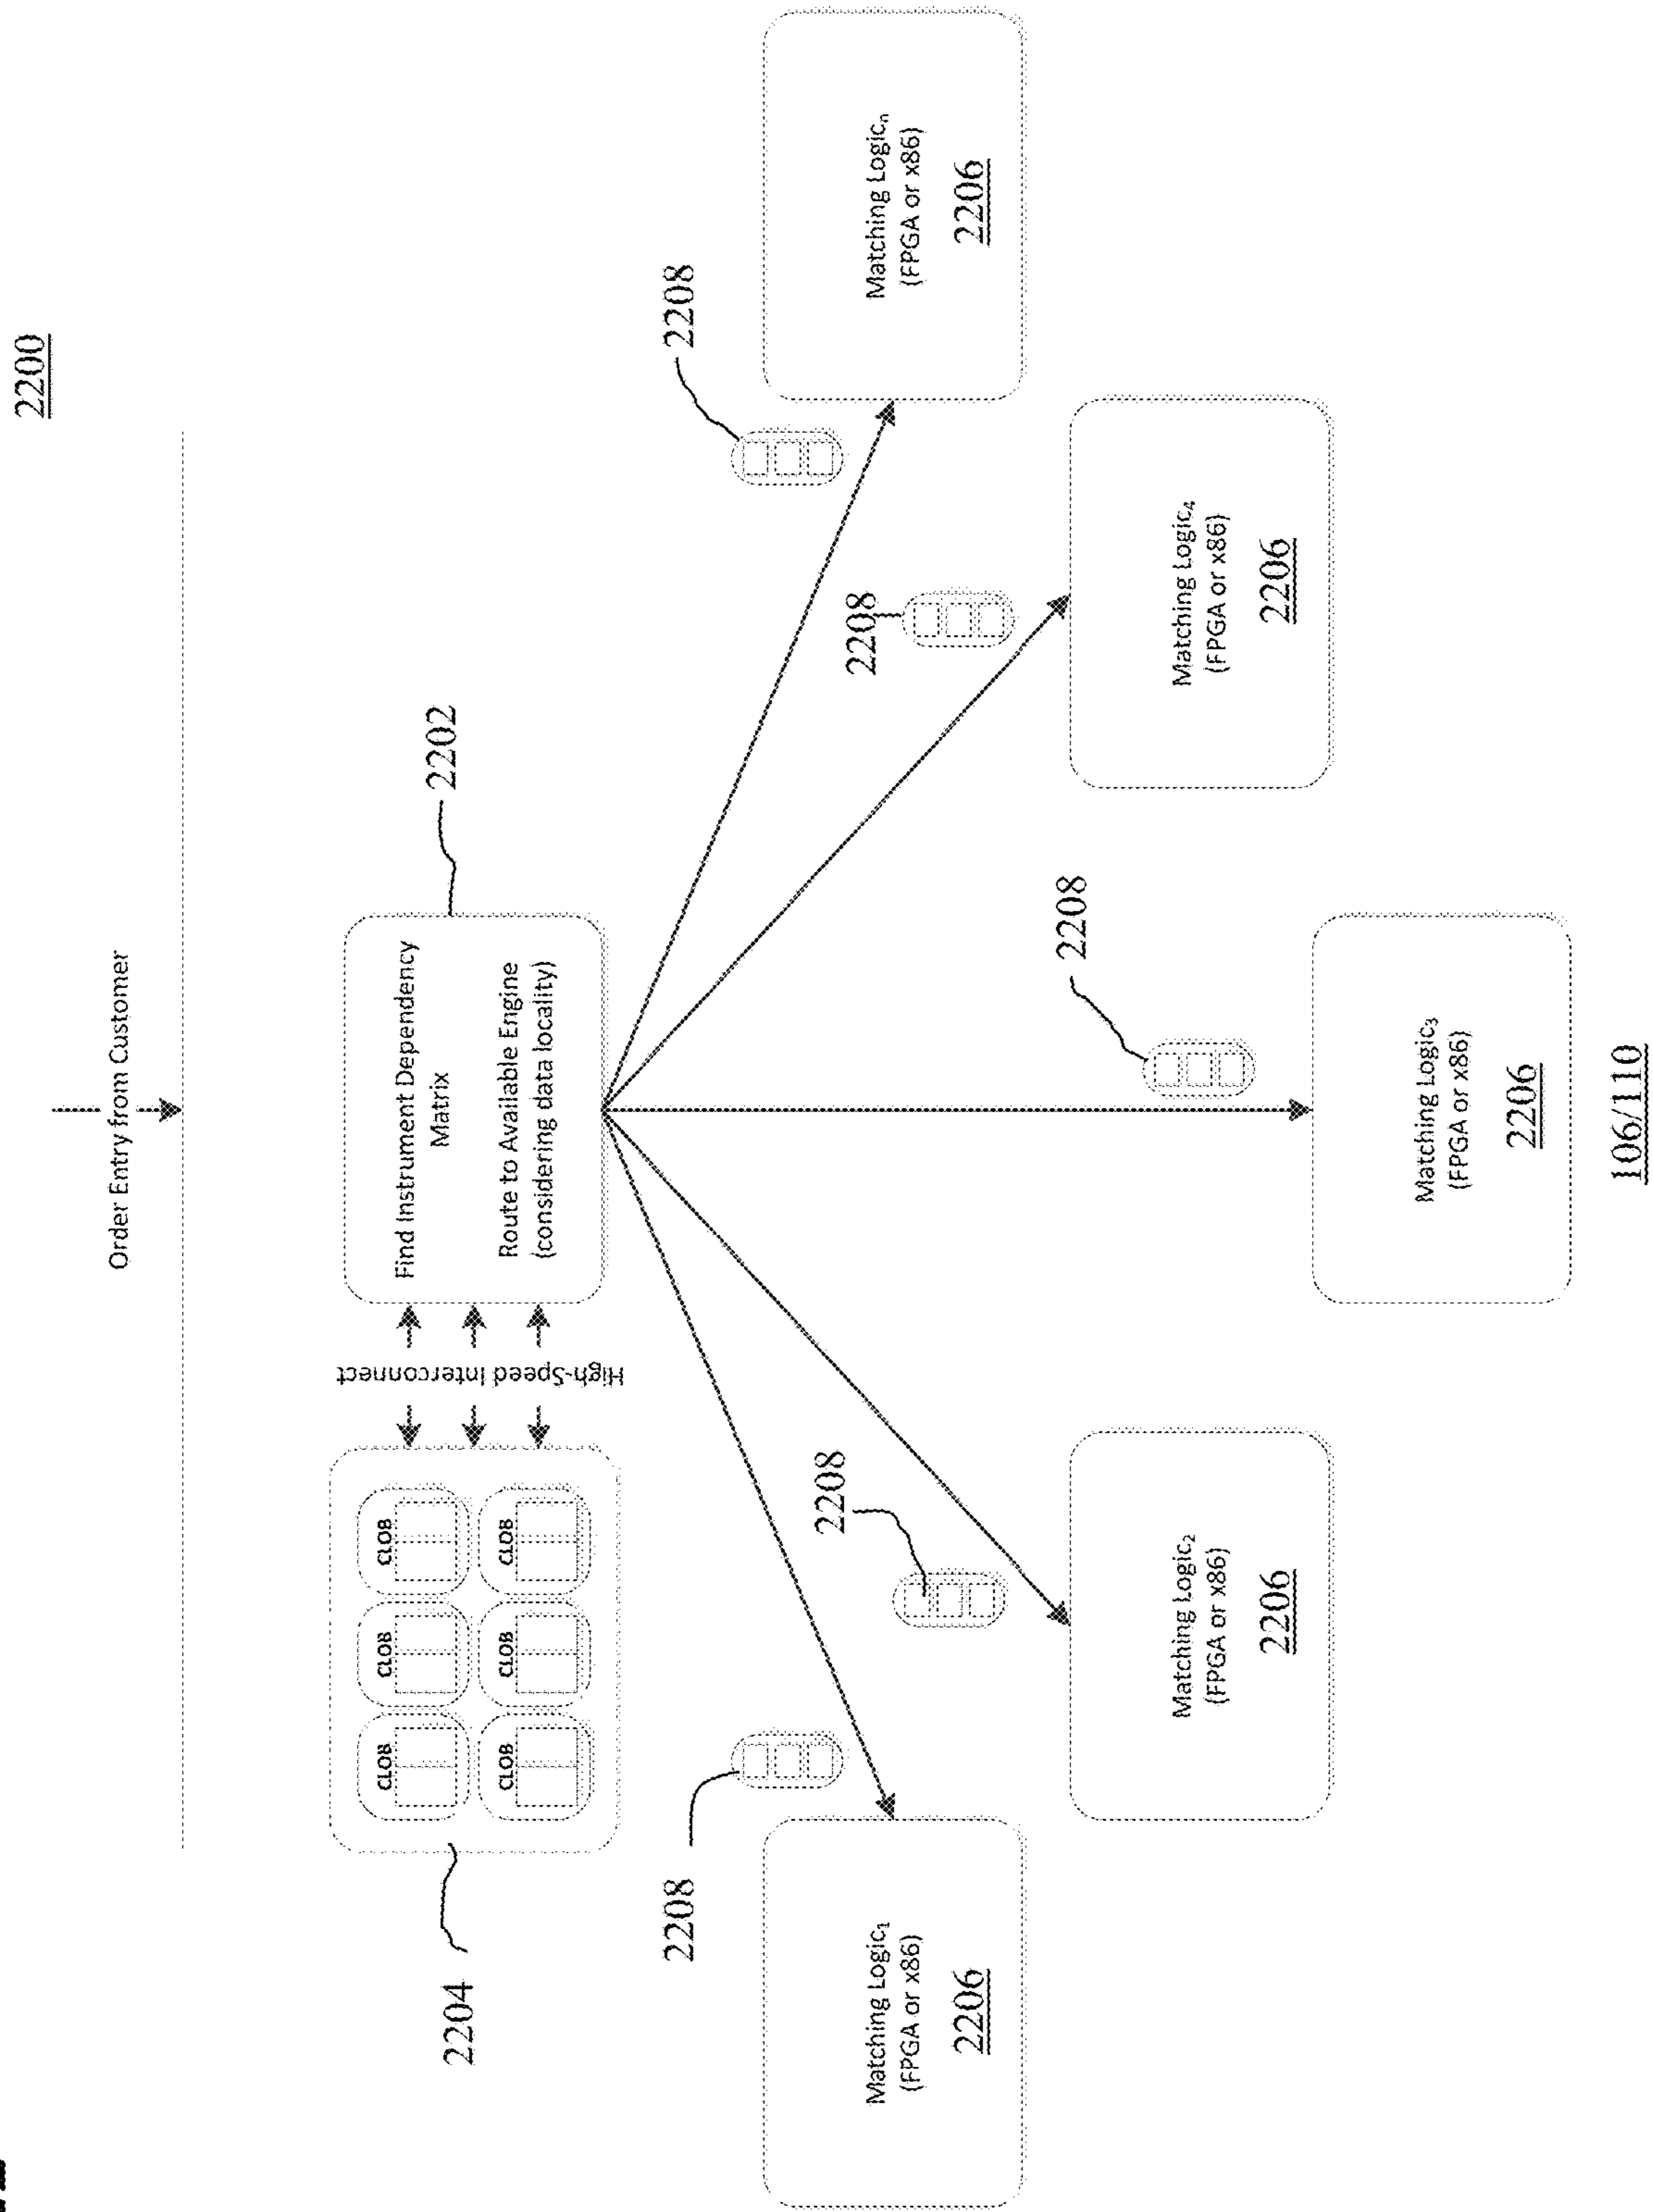 2200
Order Entry from Customer
2202
Find Instrument Dependency
Matrix
Route to Available Engine
(considering data locality)
High-Speed Interconnect
CLOB
CLOB
CLOB
CLOB
CLOB
CLOB
2204
2208
2208
2208
2208
2208
Matching Logic₁
(FPGA or x86)
2206
Matching Logic₂
(FPGA or x86)
2206
Matching Logic₃
(FPGA or x86)
2206
Matching Logic₄
(FPGA or x86)
2206
Matching Logicₙ
(FPGA or x86)
2206
106/110